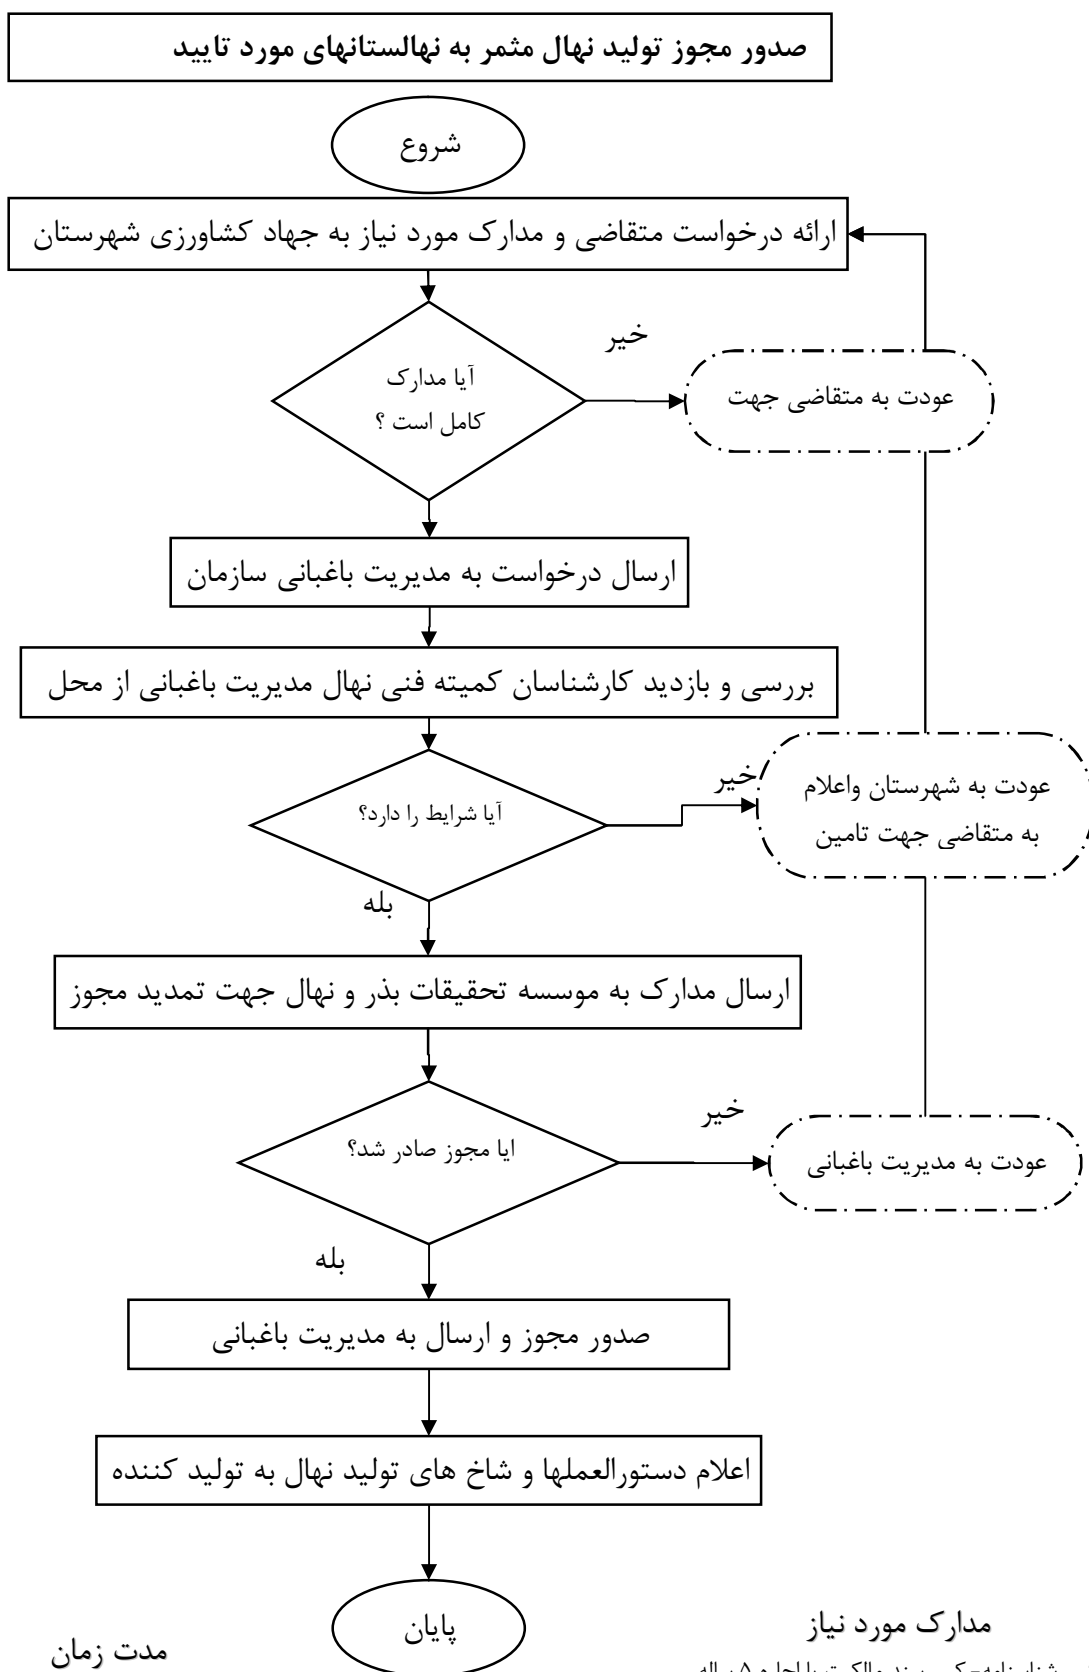 صدور مجوز تولید نهال مثمر به نهالستانهای مورد تایید
شروع
ارائه درخواست متقاضی و مدارک مورد نیاز به جهاد کشاورزی شهرستان
خیر
آیا مدارک
کامل است ؟
عودت به متقاضی جهت
ارسال درخواست به مدیریت باغبانی سازمان
بررسی و بازدید کارشناسان کمیته فنی نهال مدیریت باغبانی از محل
خیر
آیا شرایط را دارد؟
عودت به شهرستان واعلام
به متقاضی جهت تامین
بله
ارسال مدارک به موسسه تحقیقات بذر و نهال جهت تمدید مجوز
خیر
ایا مجوز صادر شد؟
عودت به مدیریت باغبانی
بله
صدور مجوز و ارسال به مدیریت باغبانی
اعلام دستورالعملها و شاخ های تولید نهال به تولید کننده
پایان
مدارک مورد نیاز
مدت زمان